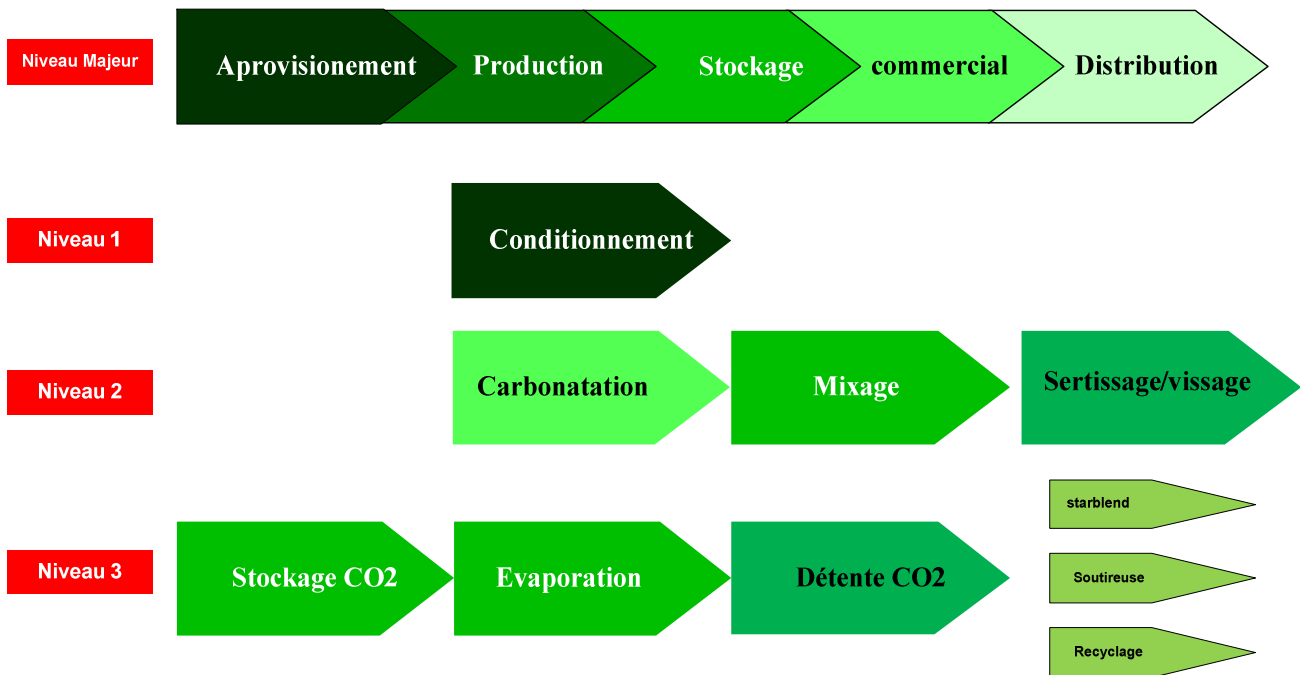 Niveau Majeur
Aprovisionement
Production
Stockage
commercial
Distribution
Niveau 1
Conditionnement
Niveau 2
Carbonatation
Mixage
Sertissage/vissage
Niveau 3
Stockage CO2
Evaporation
Détente CO2
starblend
Soutireuse
Recyclage